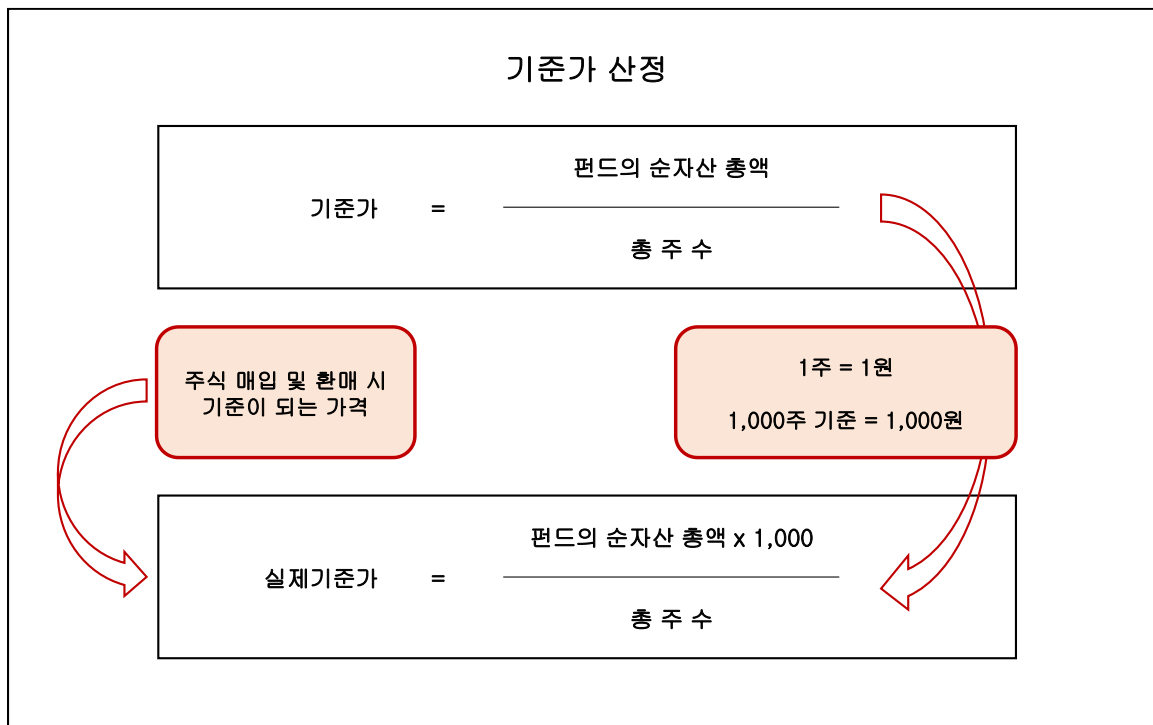 기준가 산정
펀드의 순자산 총액
기준가 =
총 주 수
주식 매입 및 환매 시
기준이 되는 가격
1주 = 1원
1,000주 기준 = 1,000원
펀드의 순자산 총액 x 1,000
실제기준가 =
총 주 수